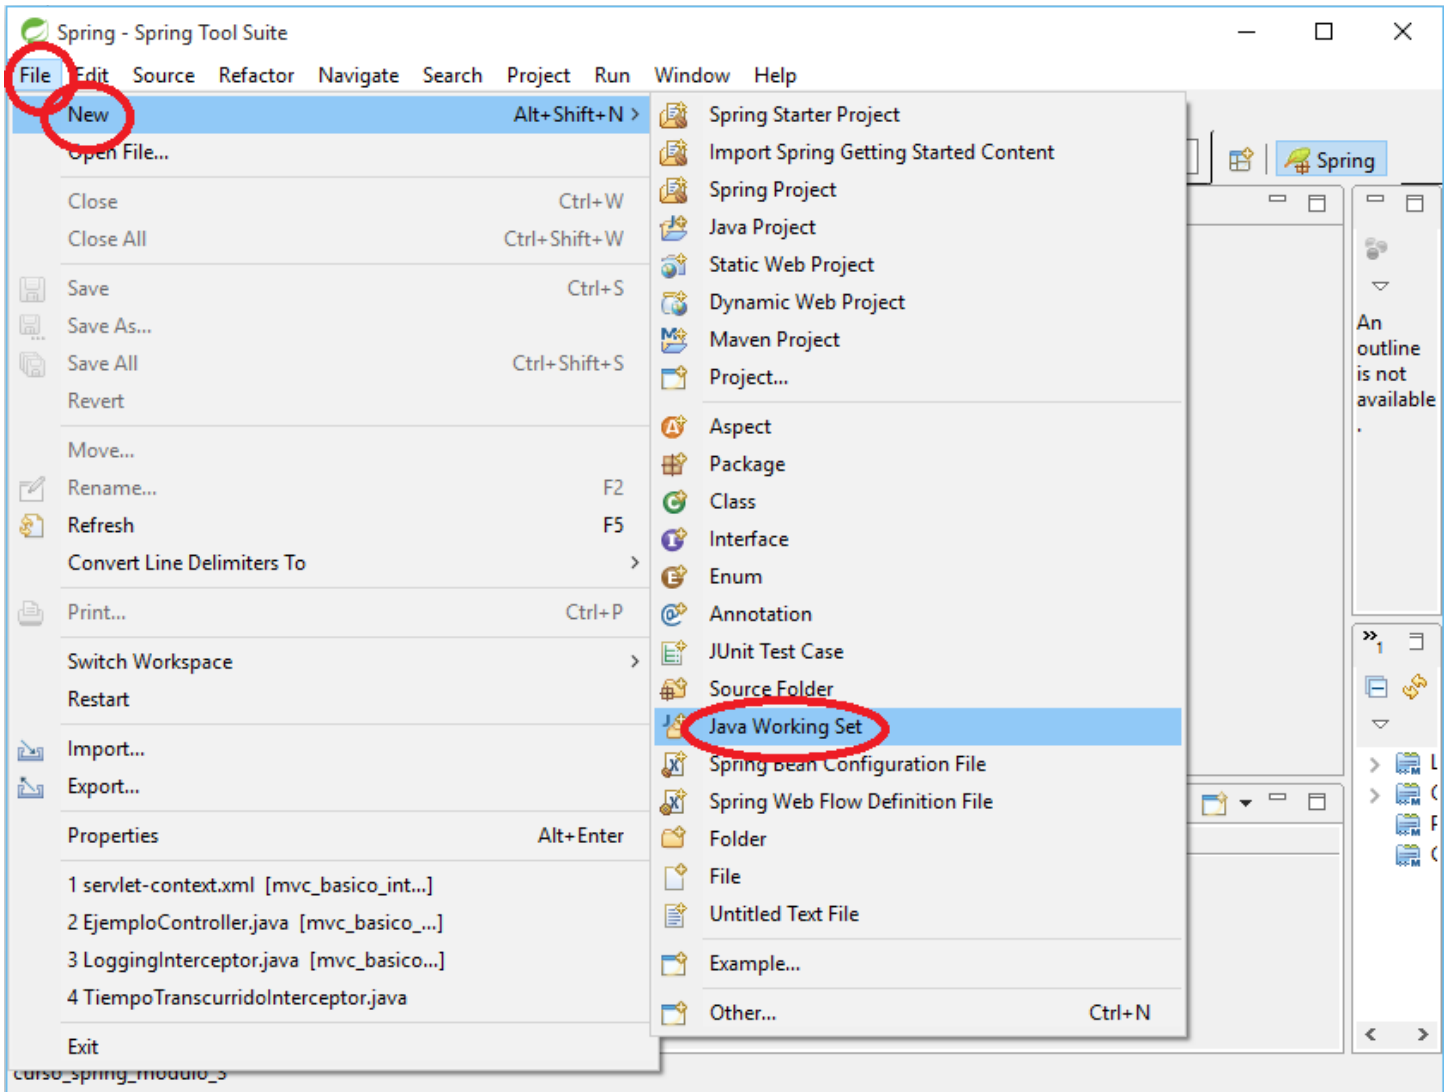 Spring - Spring Tool Suite
File Edit Source Refactor Navigate Search Project Run Window Help
New Alt+Shift+N
Open File...
Close Ctrl+W
Close All Ctrl+Shift+W
Save Ctrl+S
Save As...
Save All Ctrl+Shift+S
Revert
Move...
Rename... F2
Refresh F5
Convert Line Delimiters To
Print... Ctrl+P
Switch Workspace
Restart
Import...
Export...
Properties Alt+Enter
1 servlet-context.xml [mvc_basico_int...]
2 EjemploController.java [mvc_basico_...]
3 LoggingInterceptor.java [mvc_basico...]
4 TiempoTranscurridoInterceptor.java
Exit
Spring Starter Project
Import Spring Getting Started Content
Spring Project
Java Project
Static Web Project
Dynamic Web Project
Maven Project
Project...
Aspect
Package
Class
Interface
Enum
Annotation
JUnit Test Case
Source Folder
Java Working Set
Spring Bean Configuration File
Spring Web Flow Definition File
Folder
File
Untitled Text File
Example...
Other... Ctrl+N
Spring
An
outline
is not
available
.
»1
curso_spring_modulo_3